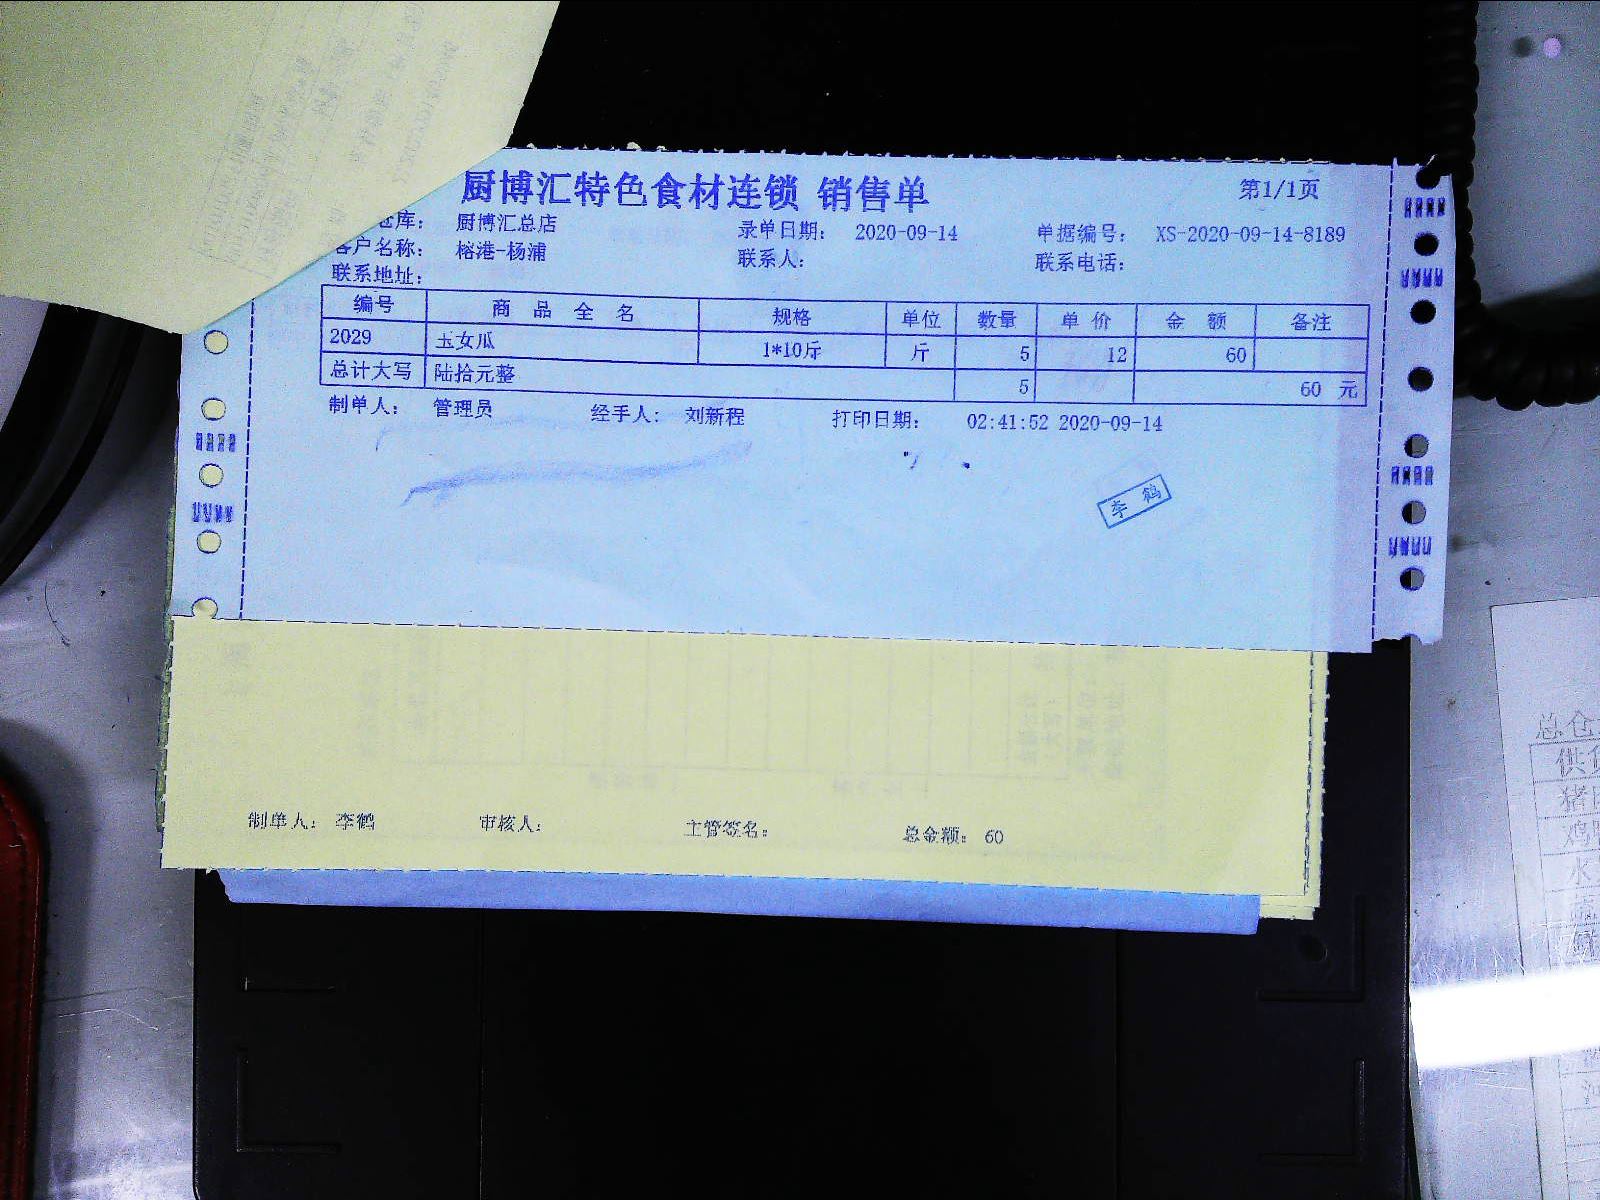 厨博汇特色食材连锁 销售单 第1/1页
仓库： 厨博汇总店 录单日期： 2020-09-14 单据编号： XS-2020-09-14-8189
客户名称： 榕港-杨浦 联系人： 联系电话：
联系地址：
编号 商品全名 规格 单位 数量 单价 金额 备注
2029 玉女瓜 1*10斤 斤 5 12 60
总计大写 陆拾元整 5 60 元
制单人： 管理员 经手人： 刘新程 打印日期： 02:41:52 2020-09-14
李鹤
制单人： 李鹤 审核人： 主管签名： 总金额： 60
总仓
水